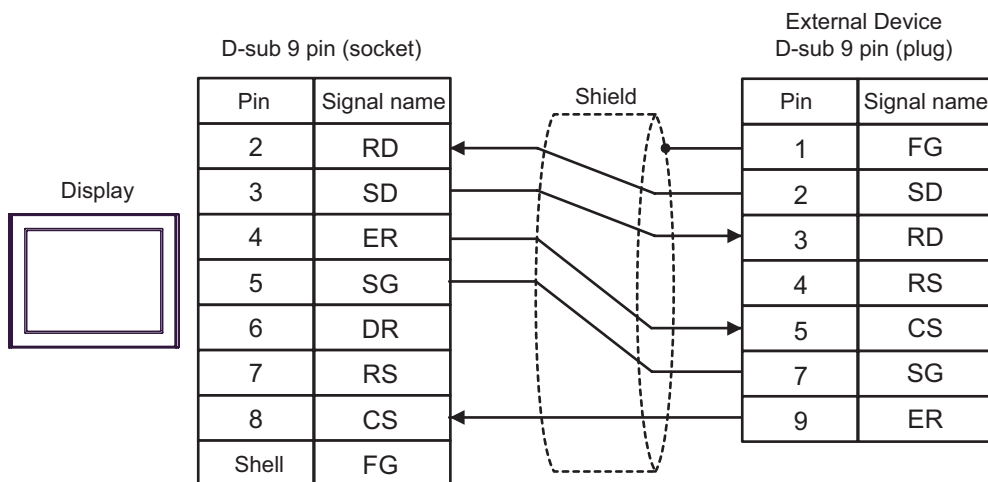 External Device
D-sub 9 pin (socket)
D-sub 9 pin (plug)
Display
Shield
Pin Signal name
2 RD
3 SD
4 ER
5 SG
6 DR
7 RS
8 CS
Shell FG
Pin Signal name
1 FG
2 SD
3 RD
4 RS
5 CS
7 SG
9 ER